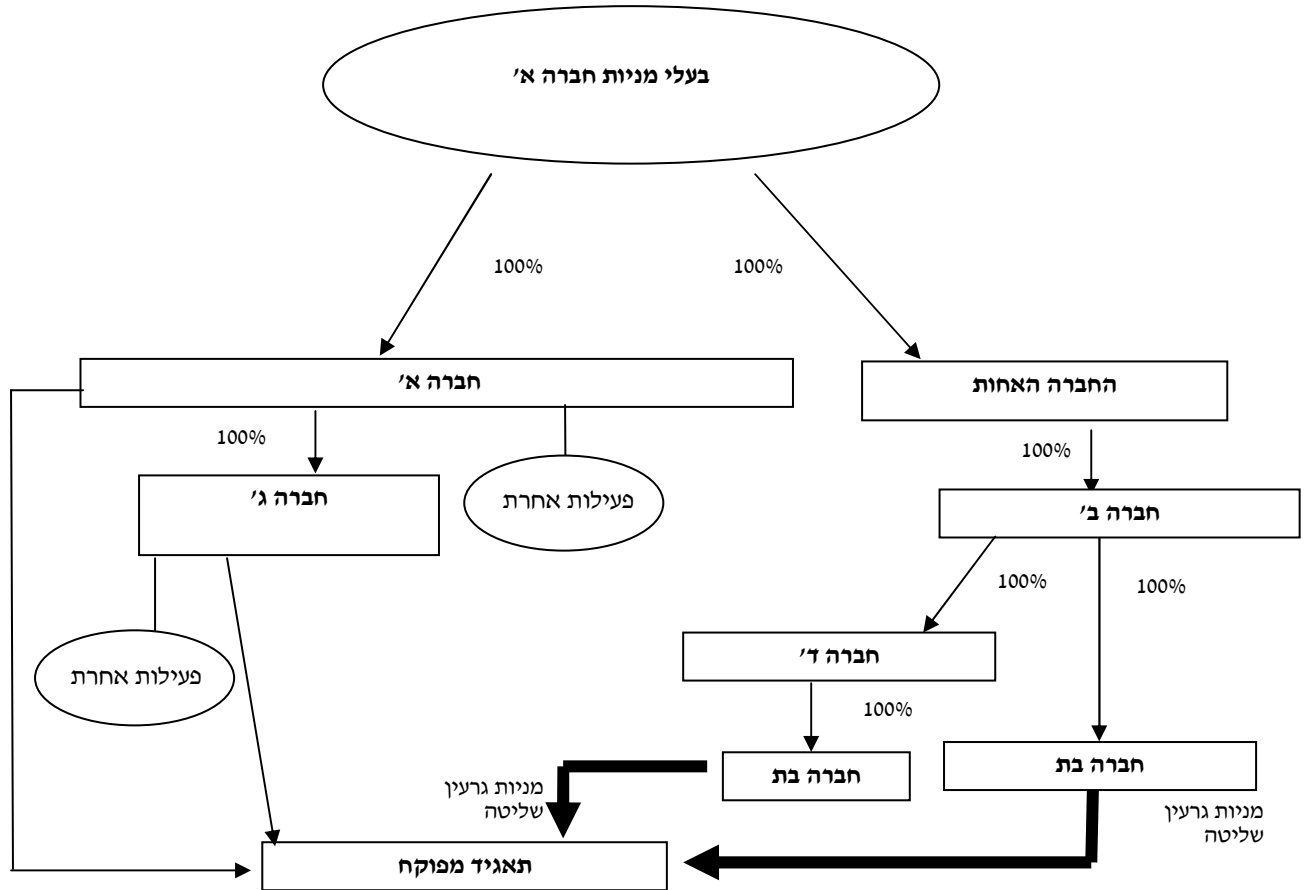 בעלי מניות חברה א'
100%
100%
חברה א'
החברה האחות
100%
100%
חברה ג'
פעילות אחרת
חברה ב'
100%
100%
חברה ד'
פעילות אחרת
100%
חברה בת
חברה בת
מניות גרעין
שליטה
מניות גרעין
שליטה
תאגיד מפוקח